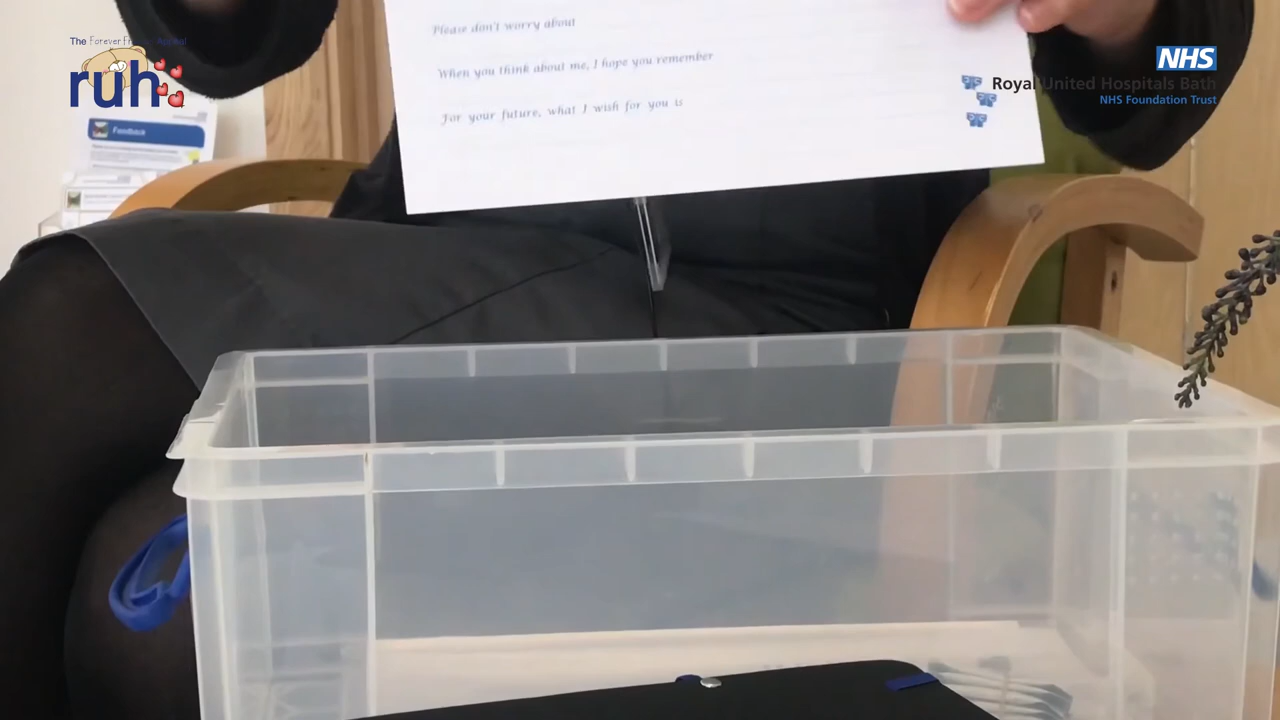 The Forever Friends Appeal
ruh
NHS
Royal United Hospitals Bath
NHS Foundation Trust
Feedback
Please don't worry about
When you think about me, I hope you remember
For your future, what I wish for you is